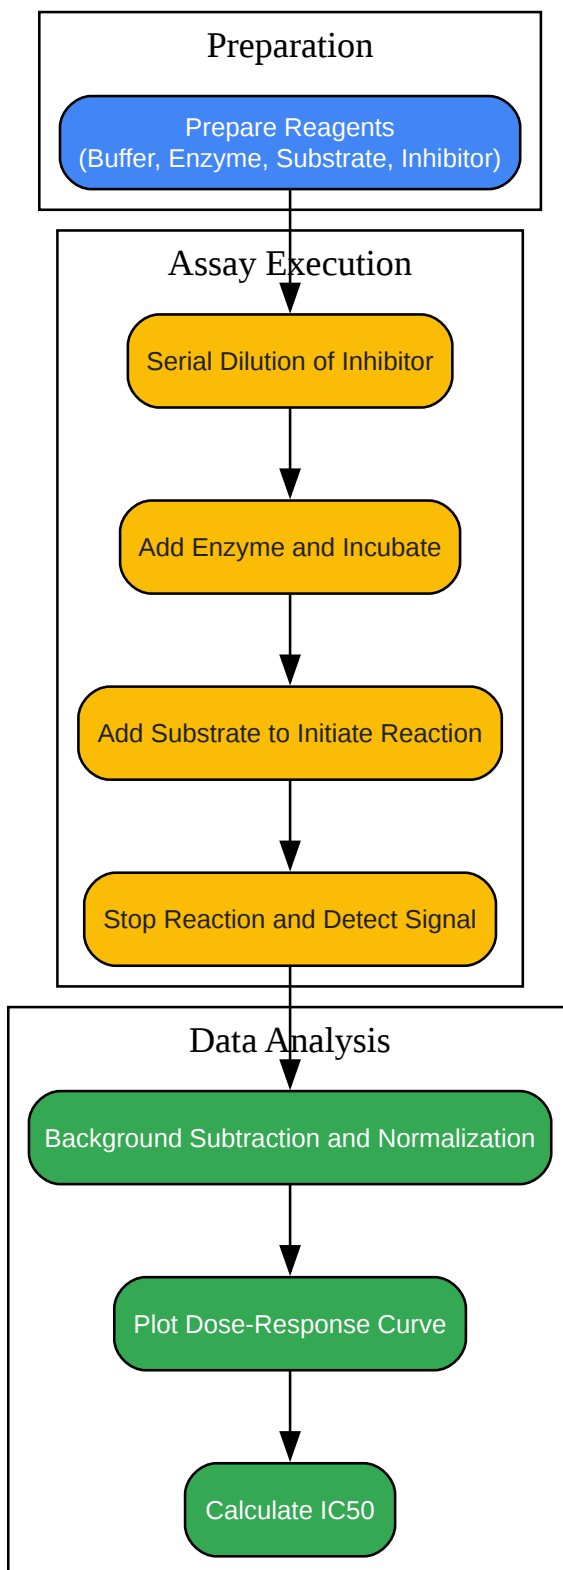 Preparation
Prepare Reagents
(Buffer, Enzyme, Substrate, Inhibitor)
Assay Execution
Serial Dilution of Inhibitor
Add Enzyme and Incubate
Add Substrate to Initiate Reaction
Stop Reaction and Detect Signal
Data Analysis
Background Subtraction and Normalization
Plot Dose-Response Curve
Calculate IC50